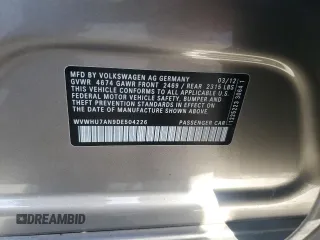 MFD BY VOLKSWAGEN AG GERMANY 03/12
GVWR 4674 GAWR FRONT 2469 / REAR 2315 LBS
THIS VEHICLE CONFORMS TO ALL APPLICABLE
FEDERAL MOTOR VEHICLE SAFETY, BUMPER AND
THEFT PREVENTION STANDARDS IN EFFECT
ON THE DATE OF MANUFACTURE SHOWN ABOVE.
WVWHU7AN9DE504226 PASSENGER CAR
DREAMBID